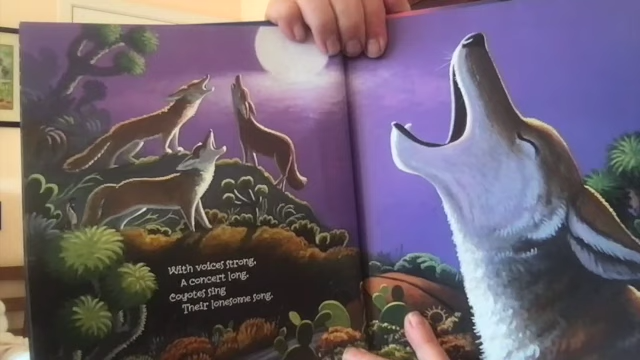 With voices strong,
A concert long,
Coyotes sing
Their lonesome song.